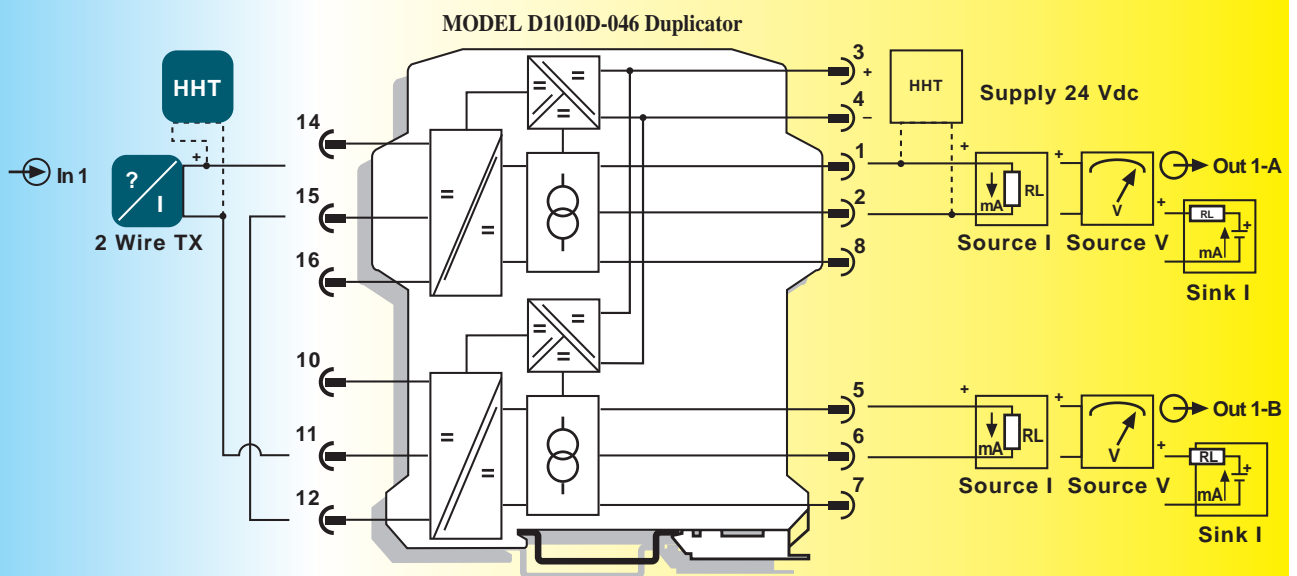 MODEL D1010D-046 Duplicator
HHT
In 1
+
?
I
2 Wire TX
14
15
16
10
11
12
3
+
4
–
1
2
8
5
6
7
HHT
Supply 24 Vdc
+
mA
RL
Source I
+
V
Source V
Out 1-A
+
RL
+
mA
Sink I
+
mA
RL
Source I
+
V
Source V
Out 1-B
+
RL
+
mA
Sink I